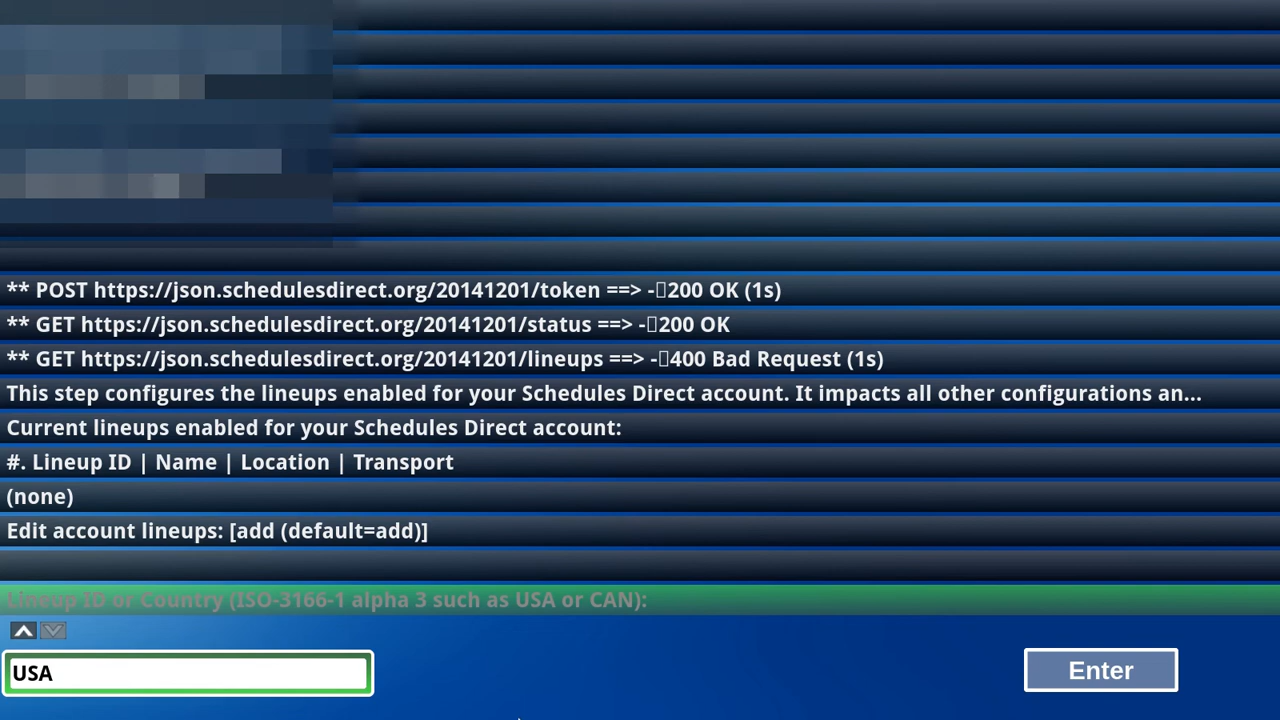 ** POST https://json.schedulesdirect.org/20141201/token ==> -▯200 OK (1s)
** GET https://json.schedulesdirect.org/20141201/status ==> -▯200 OK
** GET https://json.schedulesdirect.org/20141201/lineups ==> -▯400 Bad Request (1s)
This step configures the lineups enabled for your Schedules Direct account. It impacts all other configurations an...
Current lineups enabled for your Schedules Direct account:
#. Lineup ID | Name | Location | Transport
(none)
Edit account lineups: [add (default=add)]
Lineup ID or Country (ISO-3166-1 alpha 3 such as USA or CAN):
USA
Enter